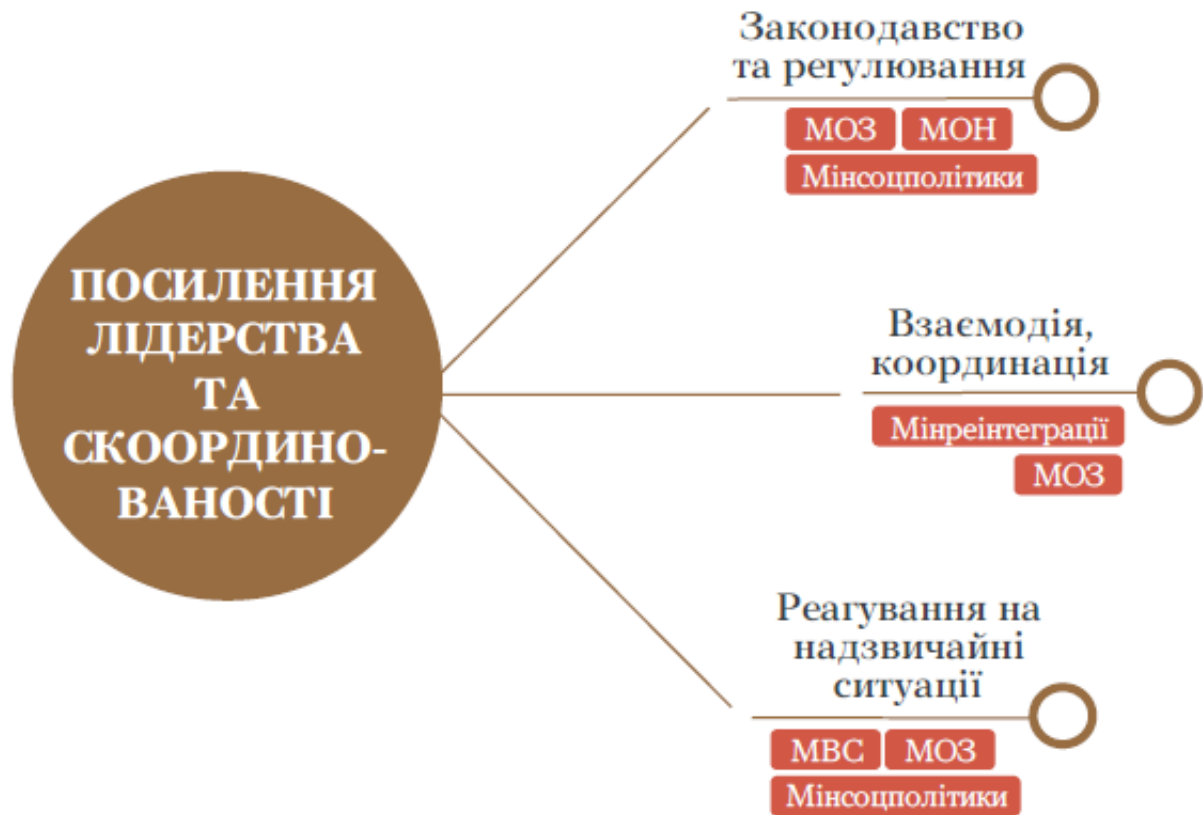 ПОСИЛЕННЯ
ЛІДЕРСТВА
ТА
СКООРДИНО-
ВАНОСТІ
Законодавство
та регулювання
МОЗ МОН
Мінсоцполітики
Взаємодія,
координація
Мінреінтеграції
МОЗ
Реагування на
надзвичайні
ситуації
МВС МОЗ
Мінсоцполітики